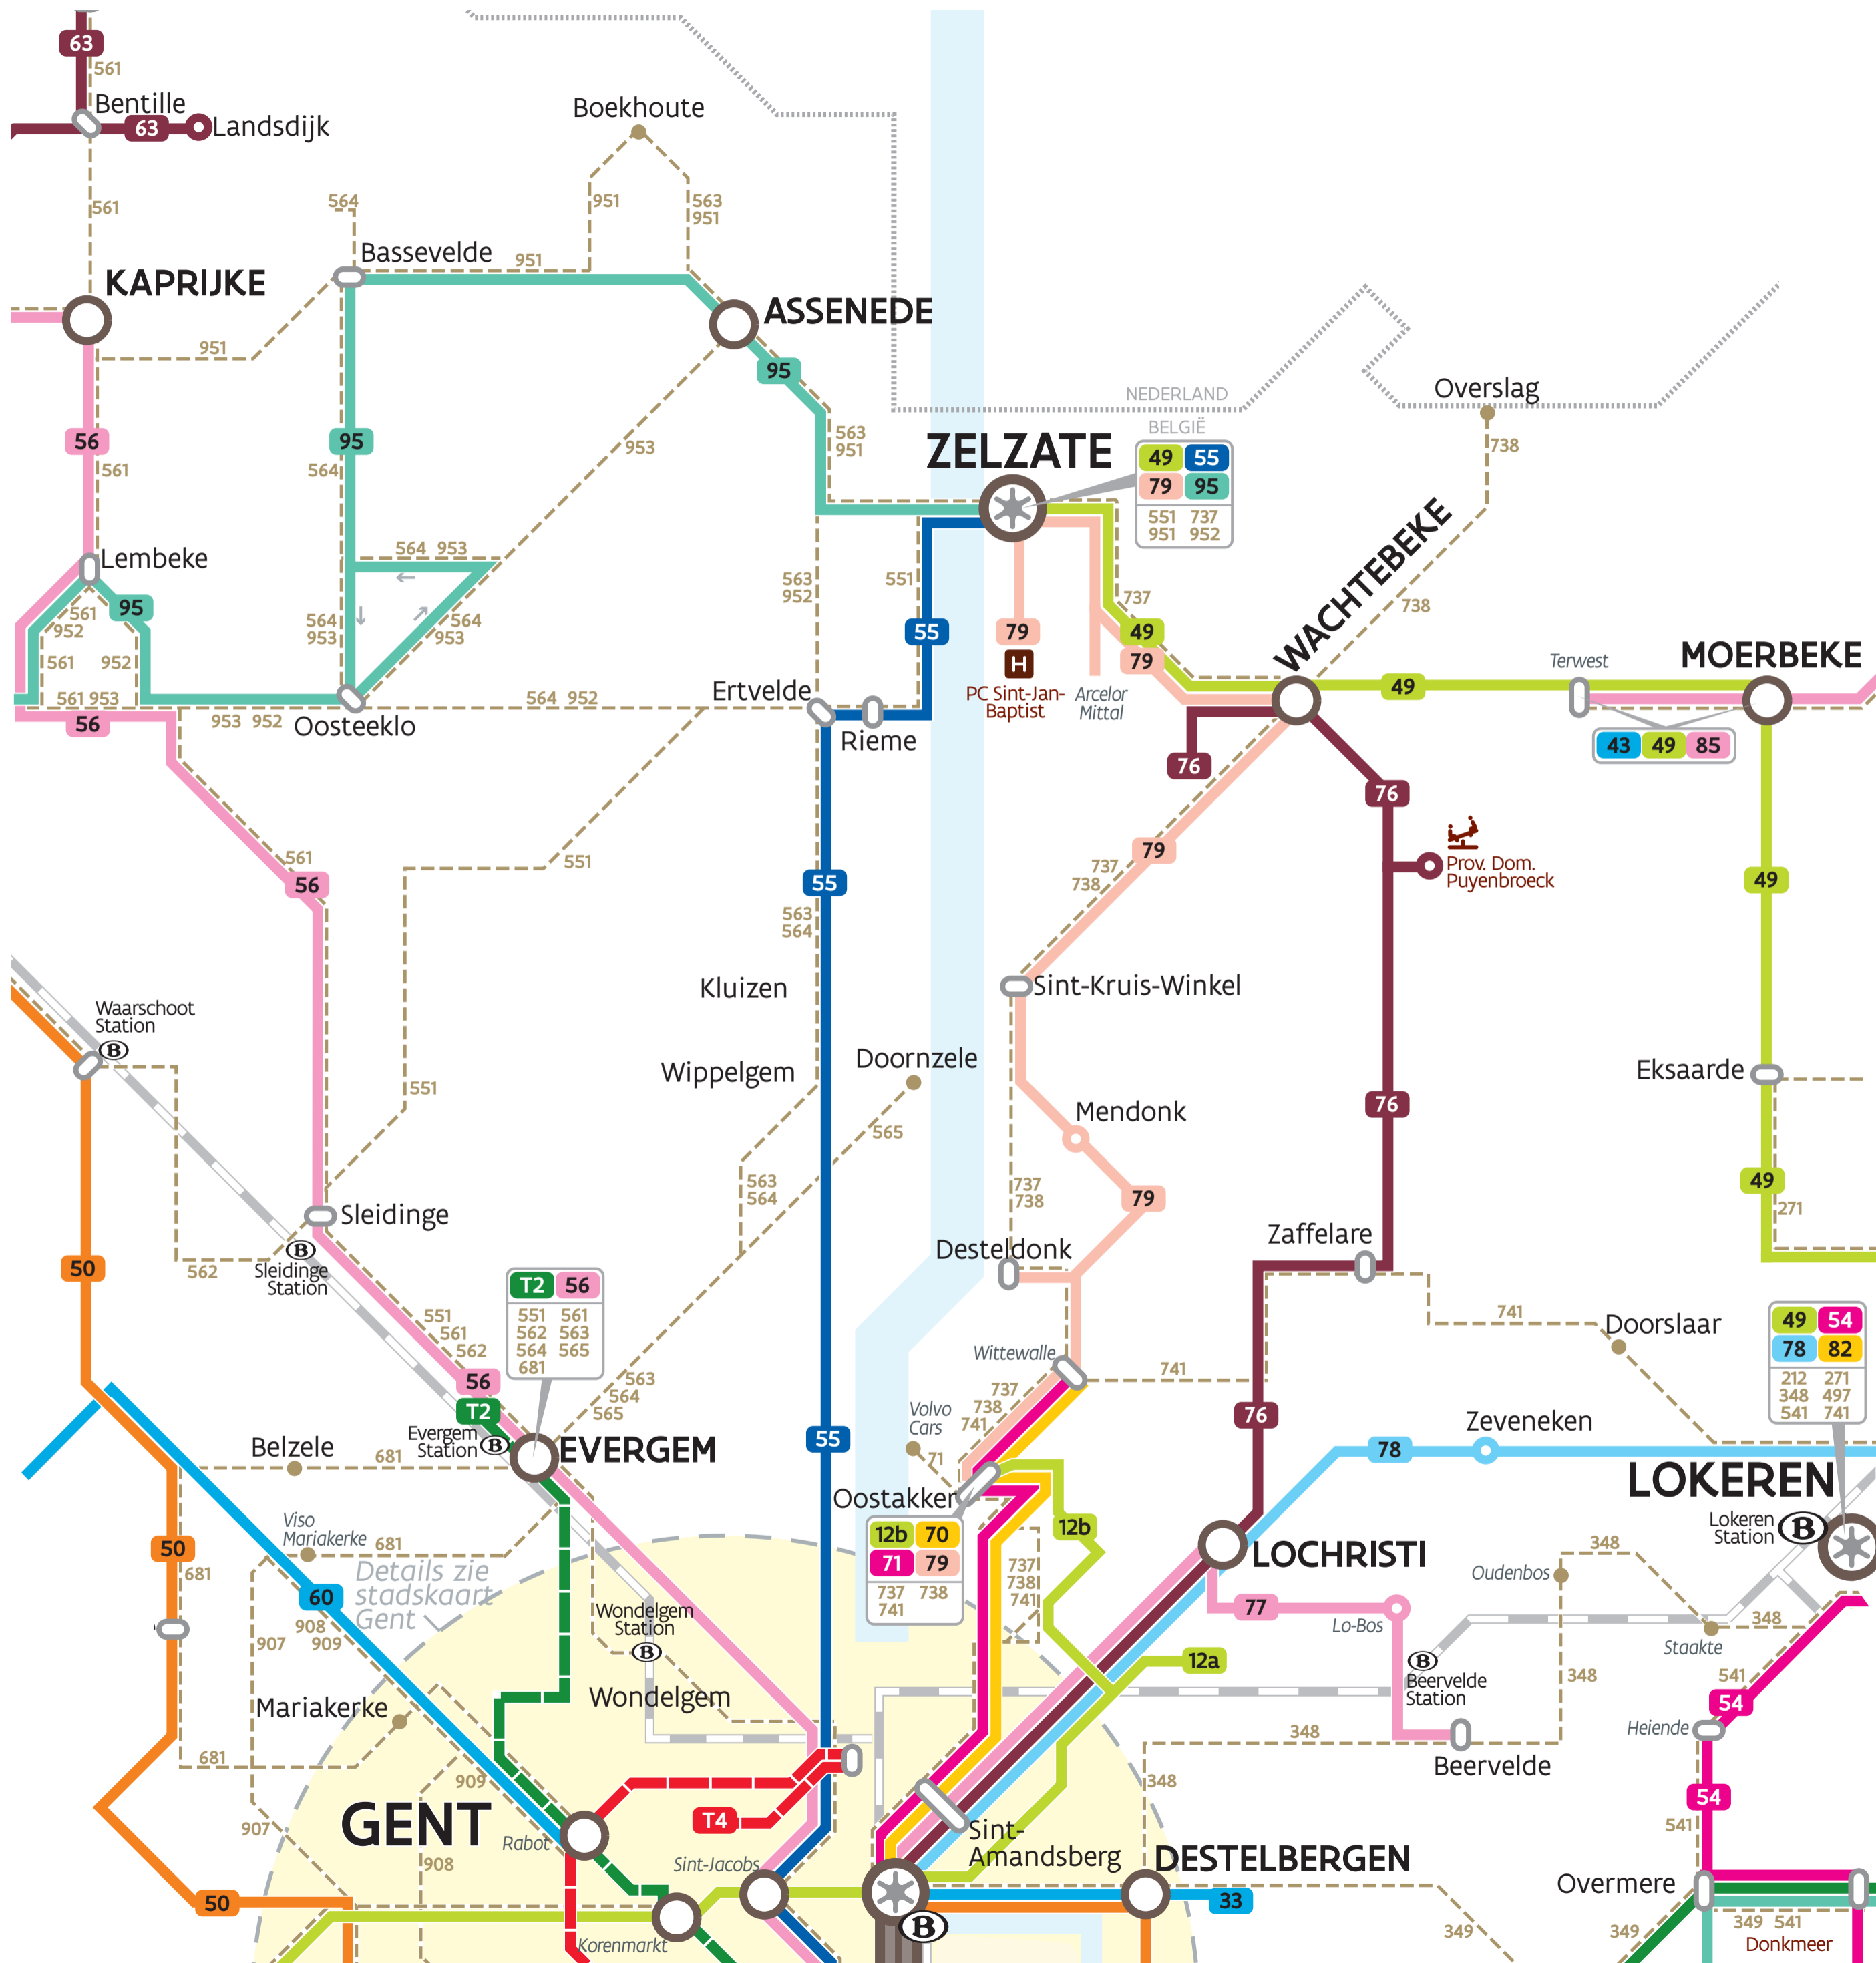 63
561
Bentille
63
Landsdijk
Boekhoute
561
564
951
563
951
Bassevelde
951
KAPRIJKE
ASSENEDE
951
95
NEDERLAND
BELGIË
Overslag
738
56
561
95
564
953
563
951
ZELZATE
49 55
79 95
551 737
951 952
WACHTEBEKE
Lembeke
564 953
←
563
952
551
95
561
952
564
953
↓
↗
564
953
55
79
H
PC Sint-Jan-
Baptist
Arcelor
Mittal
737
49
79
738
561
952
561 953
56
953 952
Oosteeklo
564 952
Ertvelde
Rieme
Terwest
MOERBEKE
49
43 49 85
76
76
561
56
551
55
563
564
79
737
738
Prov. Dom.
Puyenbroeck
49
Kluizen
Sint-Kruis-Winkel
Waarschoot
Station
B
Wippelgem
Doornzele
565
551
Mendonk
76
Eksaarde
49
271
563
564
737
738
79
Sleidinge
B
Sleidinge
Station
562
50
Desteldonk
Zaffelare
741
Doorslaar
T2 56
551 561
562 563
564 565
681
551
561
562
56
T2
Evergem
Station
B
EVERGEM
563
564
565
Wittewalle
741
737
738
741
Volvo
Cars
71
76
Zeveneken
78
49 54
78 82
212 271
348 497
541 741
Belzele
681
55
Oostakker
12b 70
71 79
737 738
741
12b
LOKEREN
Lokeren
Station
B
50
Viso
Mariakerke
681
681
Details zie
stadskaart
Gent
737
738
741
LOCHRISTI
348
Oudenbos
60
908
909
907
Wondelgem
Station
B
77
Lo-Bos
348
Staakte
12a
B
Beervelde
Station
348
541
54
Mariakerke
Wondelgem
Heiende
348
Beervelde
681
909
348
54
GENT
907
Rabot
T4
908
Sint-Jacobs
Sint-
Amandsberg
541
DESTELBERGEN
Overmere
50
33
B
Korenmarkt
349
349
349 541
Donkmeer